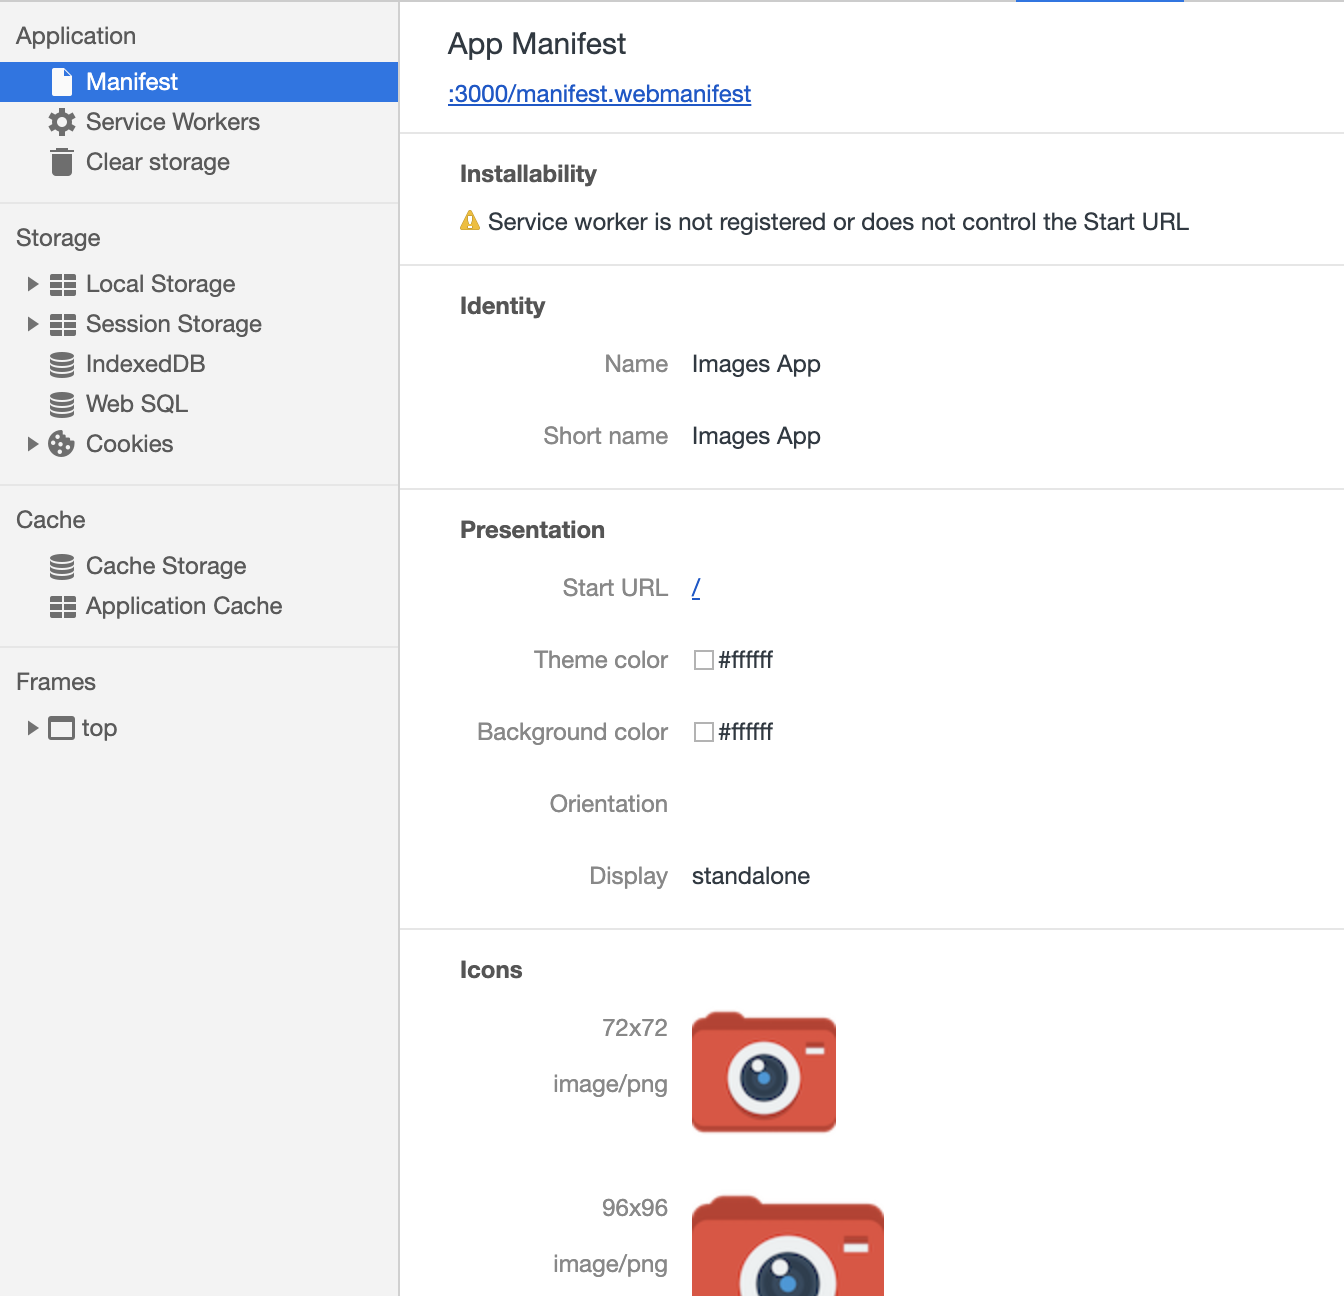 Application
Manifest
Service Workers
Clear storage
Storage
Local Storage
Session Storage
IndexedDB
Web SQL
Cookies
Cache
Cache Storage
Application Cache
Frames
top
App Manifest
:3000/manifest.webmanifest
Installability
Service worker is not registered or does not control the Start URL
Identity
Name Images App
Short name Images App
Presentation
Start URL /
Theme color #ffffff
Background color #ffffff
Orientation
Display standalone
Icons
72x72
image/png
96x96
image/png